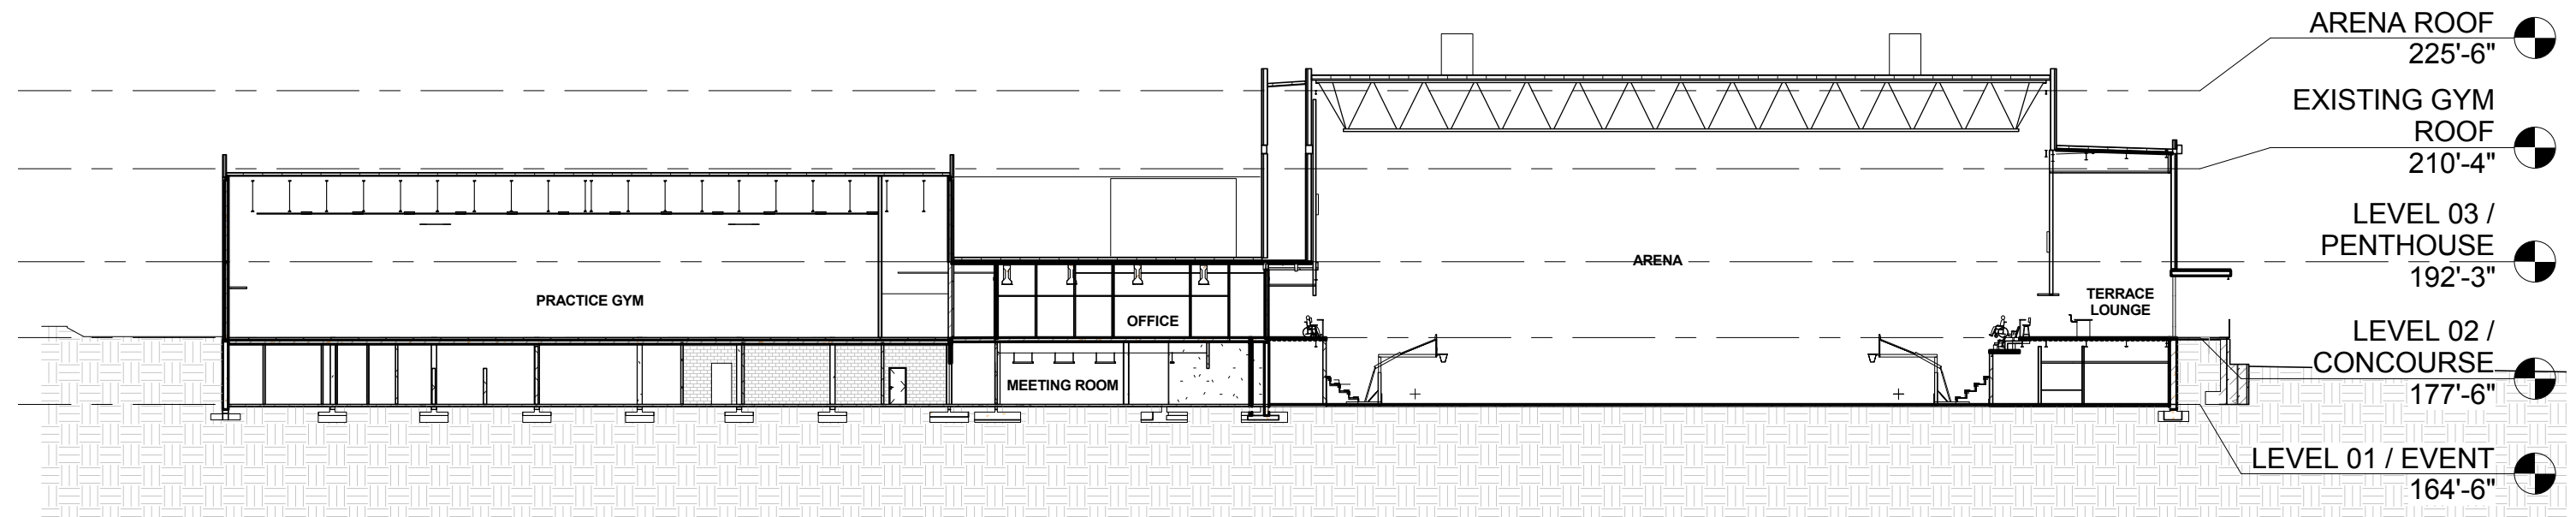 ARENA ROOF
225'-6"
EXISTING GYM
ROOF
210'-4"
LEVEL 03 /
PENTHOUSE
192'-3"
ARENA
PRACTICE GYM
TERRACE
LOUNGE
OFFICE
LEVEL 02 /
CONCOURSE
177'-6"
MEETING ROOM
LEVEL 01 / EVENT
164'-6"